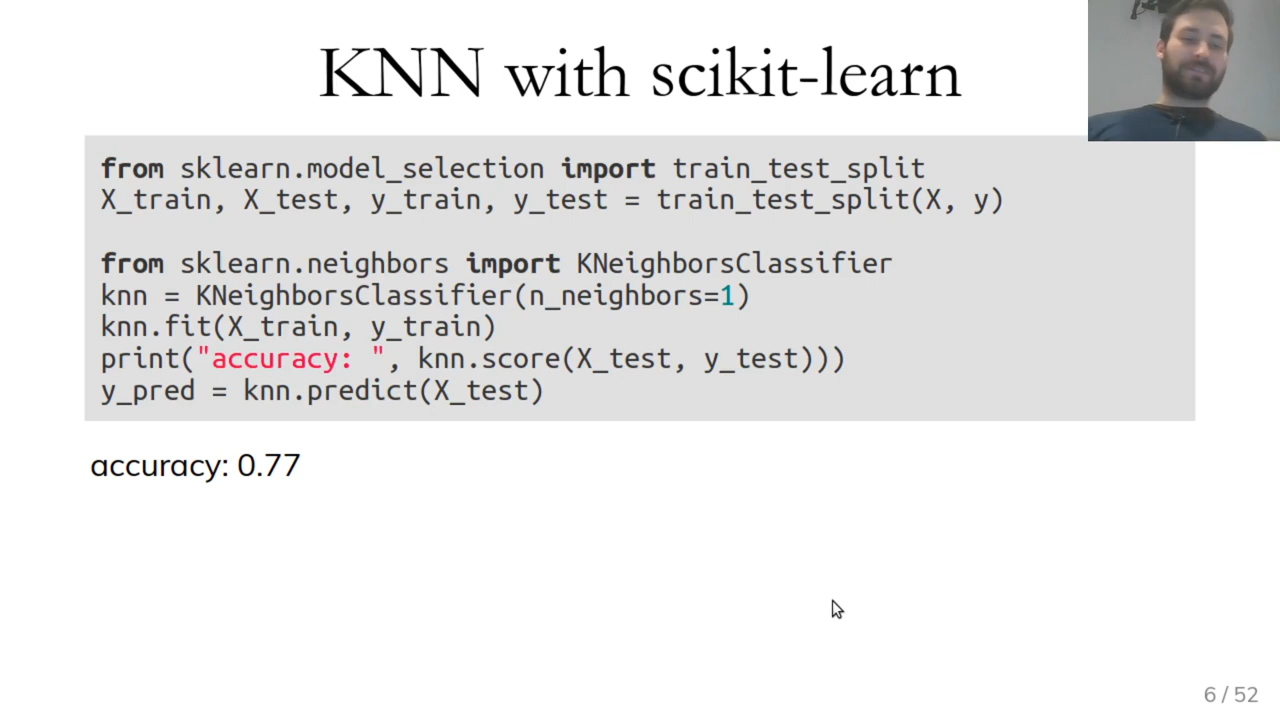 KNN with scikit-learn
from sklearn.model_selection import train_test_split
X_train, X_test, y_train, y_test = train_test_split(X, y)
from sklearn.neighbors import KNeighborsClassifier
knn = KNeighborsClassifier(n_neighbors=1)
knn.fit(X_train, y_train)
print("accuracy: ", knn.score(X_test, y_test)))
y_pred = knn.predict(X_test)
accuracy: 0.77
6 / 52